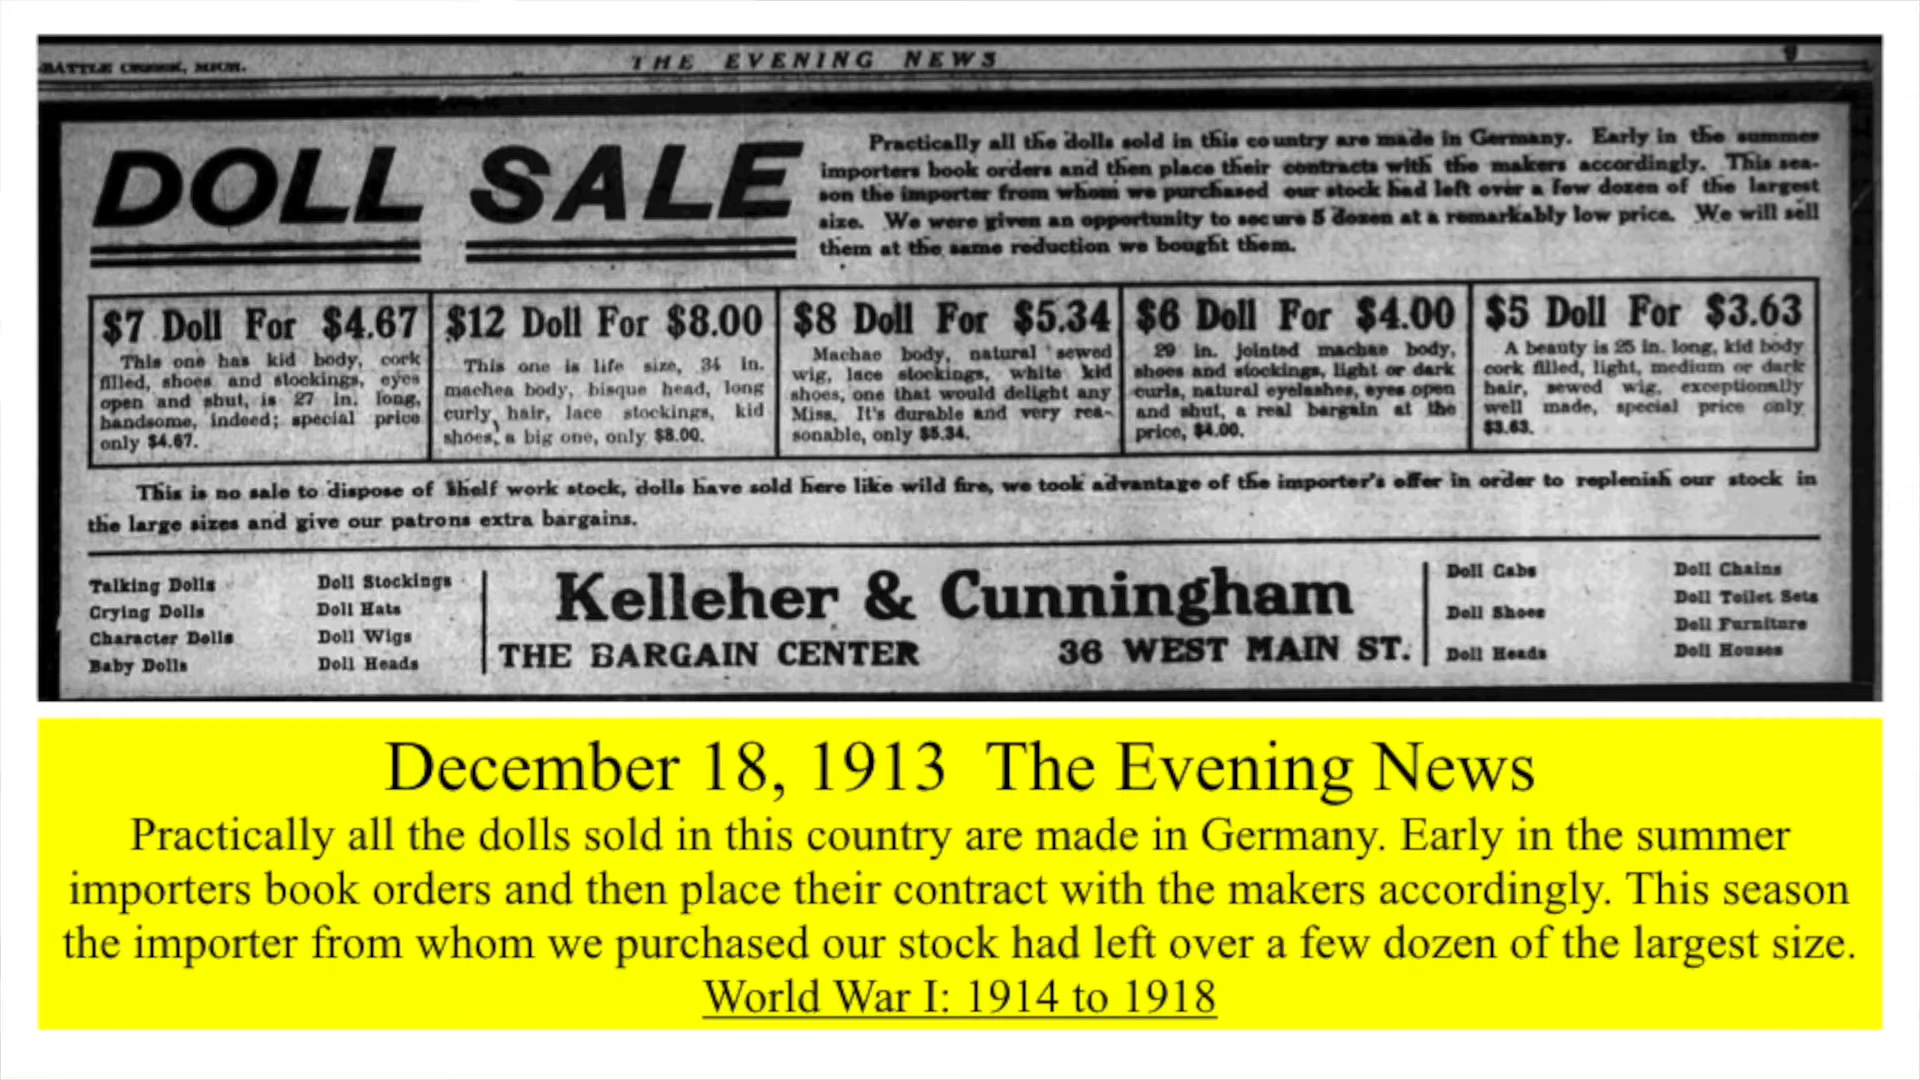 BATTLE CREEK, MICH.
THE EVENING NEWS
9
DOLL SALE
Practically all the dolls sold in this country are made in Germany. Early in the summer
importers book orders and then place their contracts with the makers accordingly. This sea-
son the importer from whom we purchased our stock had left over a few dozen of the largest
size. We were given an opportunity to secure 5 dozen at a remarkably low price. We will sell
them at the same reduction we bought them.
$7 Doll For $4.67
This one has kid body, cork
filled, shoes and stockings, eyes
open and shut, is 27 in. long,
handsome, indeed; special price
only $4.67.
$12 Doll For $8.00
This one is life size, 34 in.
machea body, bisque head, long
curly hair, lace stockings, kid
shoes, a big one, only $8.00.
$8 Doll For $5.34
Machae body, natural sewed
wig, lace stockings, white kid
shoes, one that would delight any
Miss. It's durable and very rea-
sonable, only $5.34.
$6 Doll For $4.00
29 in. jointed machae body,
shoes and stockings, light or dark
curls, natural eyelashes, eyes open
and shut, a real bargain at the
price, $4.00.
$5 Doll For $3.63
A beauty is 25 in. long, kid body
cork filled, light, medium or dark
hair, sewed wig, exceptionally
well made, special price only
$3.63.
This is no sale to dispose of shelf work stock, dolls have sold here like wild fire, we took advantage of the importer's offer in order to replenish our stock in
the large sizes and give our patrons extra bargains.
Talking Dolls
Crying Dolls
Character Dolls
Baby Dolls
Doll Stockings
Doll Hats
Doll Wigs
Doll Heads
Kelleher & Cunningham
THE BARGAIN CENTER 36 WEST MAIN ST.
Doll Cabs
Doll Shoes
Doll Heads
Doll Chains
Doll Toilet Sets
Doll Furniture
Doll Houses
December 18, 1913 The Evening News
Practically all the dolls sold in this country are made in Germany. Early in the summer
importers book orders and then place their contract with the makers accordingly. This season
the importer from whom we purchased our stock had left over a few dozen of the largest size.
World War I: 1914 to 1918